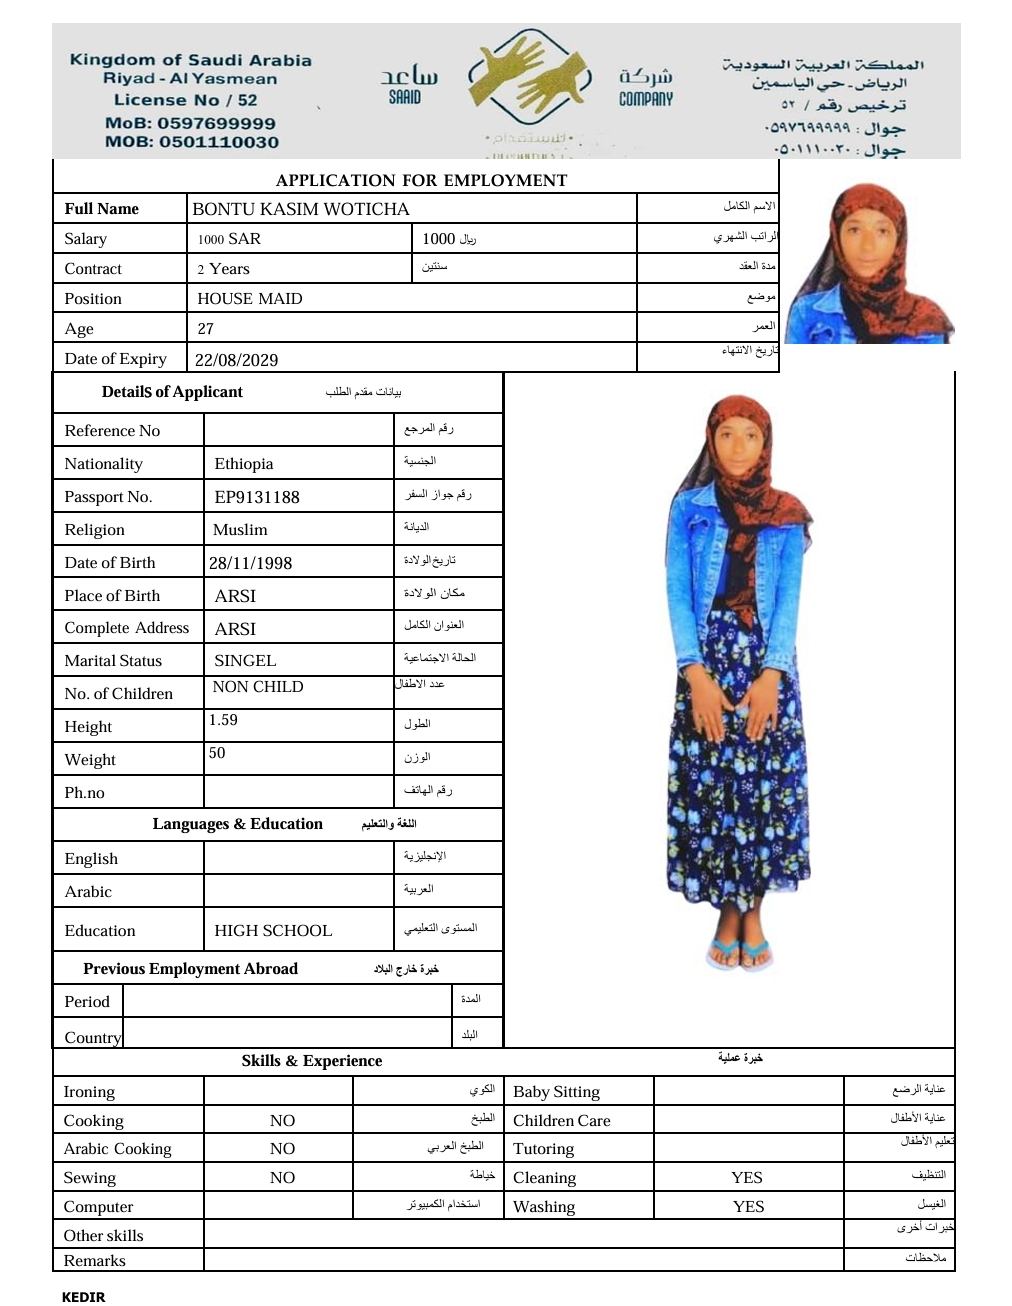 Kingdom of Saudi Arabia
Riyad - Al Yasmean
License No / 52
MoB: 0597699999
MOB: 0501110030
ساعد
SAAID
شركة
COMPANY
للاستقدام
المملكة العربية السعودية
الرياض - حي الياسمين
ترخيص رقم / ٥٢
جوال : ٠٥٩٧٦٩٩٩٩٩
جوال : ٠٥٠١١١٠٠٣٠
APPLICATION FOR EMPLOYMENT
Full Name BONTU KASIM WOTICHA الاسم الكامل
Salary 1000 SAR 1000 ريال الراتب الشهري
Contract 2 Years سنتين مدة العقد
Position HOUSE MAID موضع
Age 27 العمر
Date of Expiry 22/08/2029 تاريخ الانتهاء
Details of Applicant بيانات مقدم الطلب
Reference No رقم المرجع
Nationality Ethiopia الجنسية
Passport No. EP9131188 رقم جواز السفر
Religion Muslim الديانة
Date of Birth 28/11/1998 تاريخ الولادة
Place of Birth ARSI مكان الولادة
Complete Address ARSI العنوان الكامل
Marital Status SINGEL الحالة الاجتماعية
No. of Children NON CHILD عدد الاطفال
Height 1.59 الطول
Weight 50 الوزن
Ph.no رقم الهاتف
Languages & Education اللغة والتعليم
English الإنجليزية
Arabic العربية
Education HIGH SCHOOL المستوى التعليمي
Previous Employment Abroad خبرة خارج البلاد
Period المدة
Country البلد
Skills & Experience خبرة عملية
Ironing الكوي Baby Sitting عناية الرضع
Cooking NO الطبخ Children Care عناية الأطفال
Arabic Cooking NO الطبخ العربي Tutoring تعليم الأطفال
Sewing NO خياطة Cleaning YES التنظيف
Computer استخدام الكمبيوتر Washing YES الغيسل
Other skills خبرات أخرى
Remarks ملاحظات
KEDIR